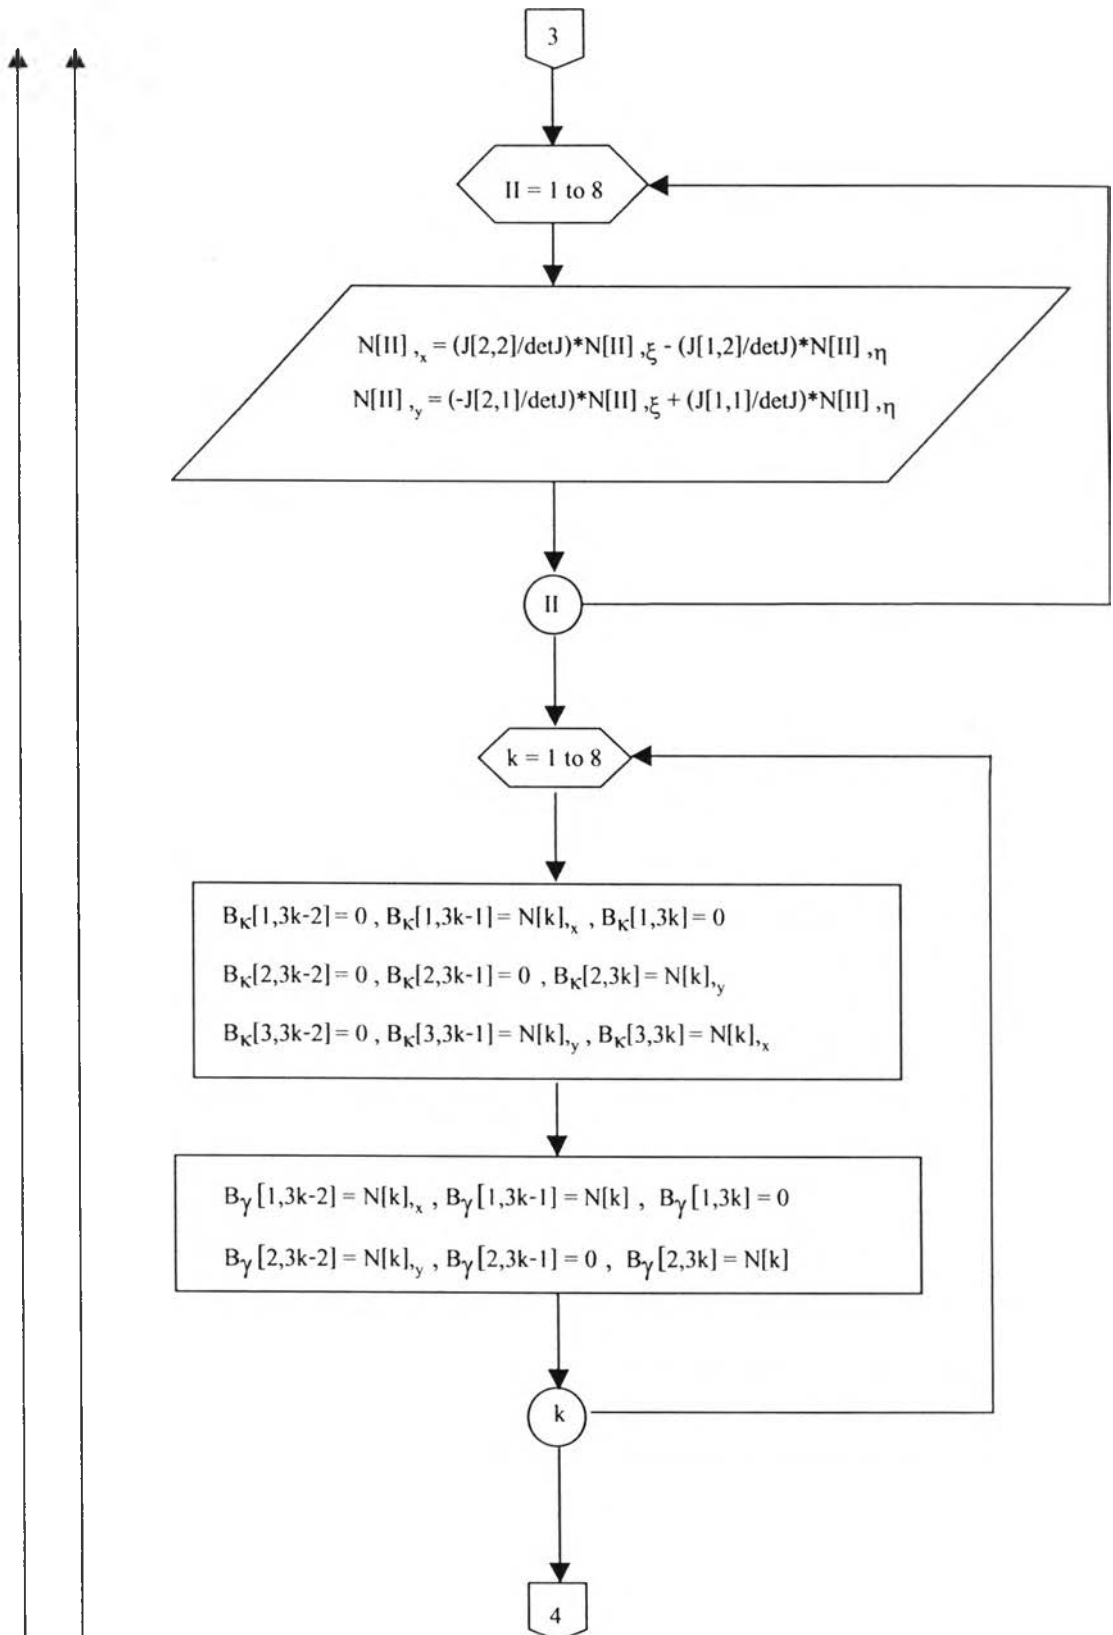 3
II = 1 to 8
N[II] ,x = (J[2,2]/detJ)*N[II] ,ξ - (J[1,2]/detJ)*N[II] ,η
N[II] ,y = (-J[2,1]/detJ)*N[II] ,ξ + (J[1,1]/detJ)*N[II] ,η
II
k = 1 to 8
Bκ[1,3k-2] = 0 , Bκ[1,3k-1] = N[k],x , Bκ[1,3k] = 0
Bκ[2,3k-2] = 0 , Bκ[2,3k-1] = 0 , Bκ[2,3k] = N[k],y
Bκ[3,3k-2] = 0 , Bκ[3,3k-1] = N[k],y , Bκ[3,3k] = N[k],x
Bγ[1,3k-2] = N[k],x , Bγ[1,3k-1] = N[k] , Bγ[1,3k] = 0
Bγ[2,3k-2] = N[k],y , Bγ[2,3k-1] = 0 , Bγ[2,3k] = N[k]
k
4